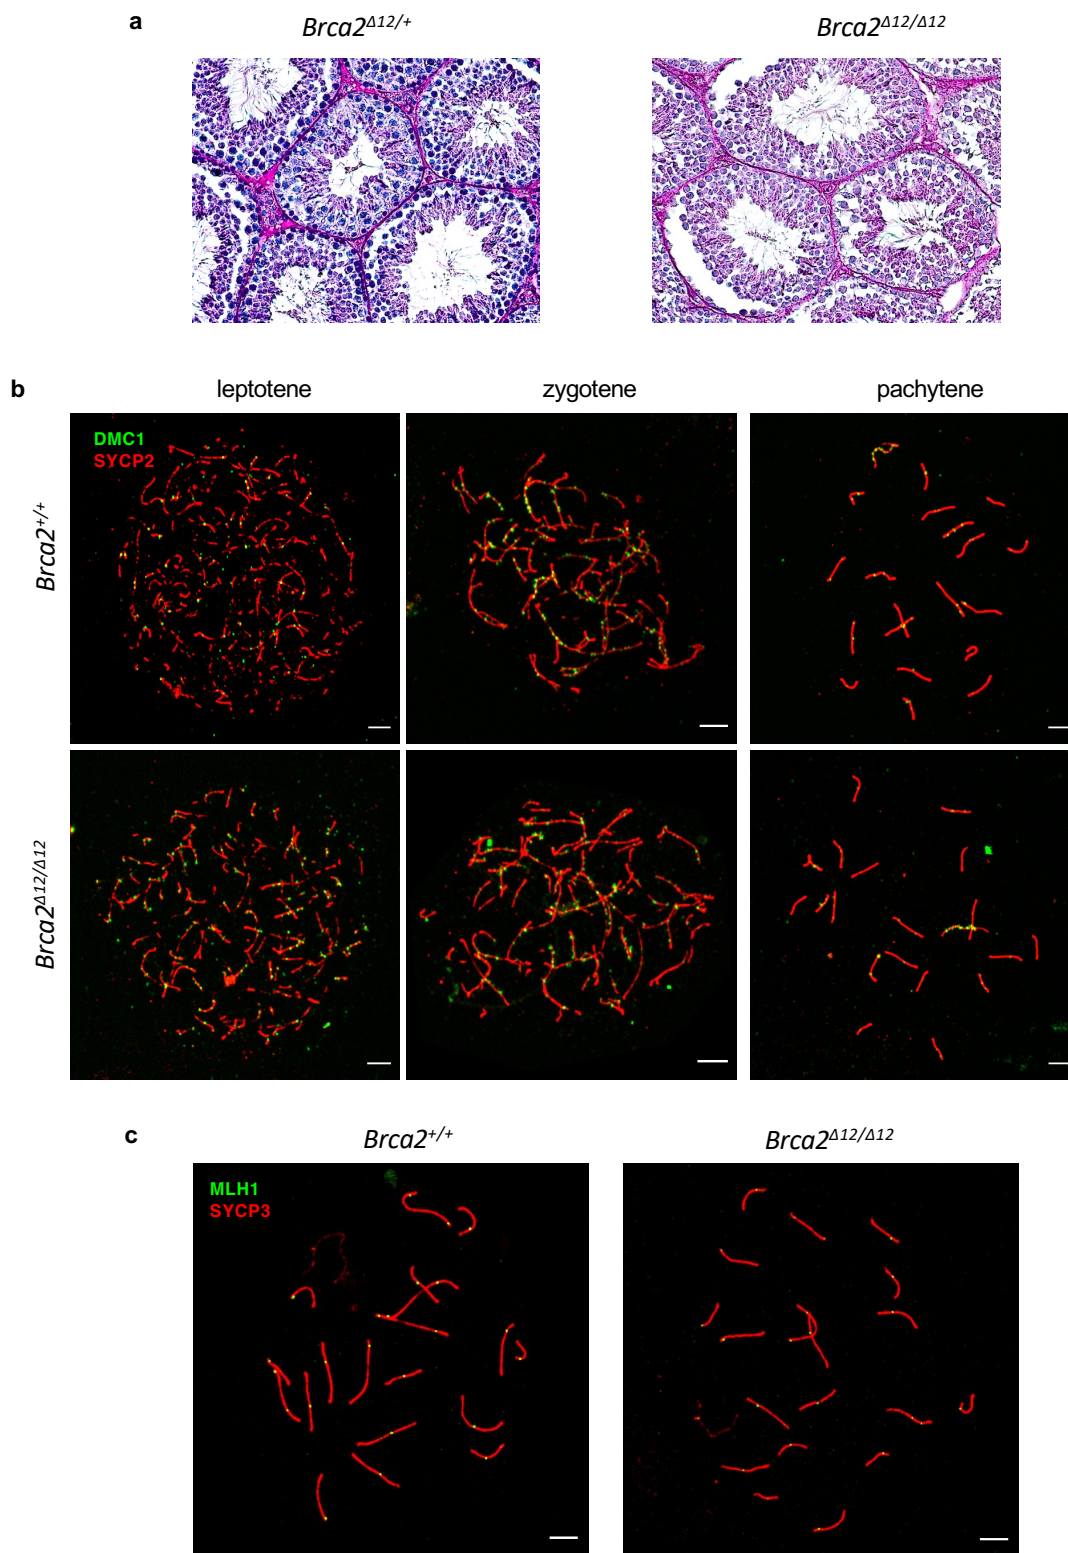 a
Brca2Δ12/+
Brca2Δ12/Δ12
b
leptotene
zygotene
pachytene
DMC1
SYCP2
Brca2+/+
Brca2Δ12/Δ12
c
Brca2+/+
Brca2Δ12/Δ12
MLH1
SYCP3